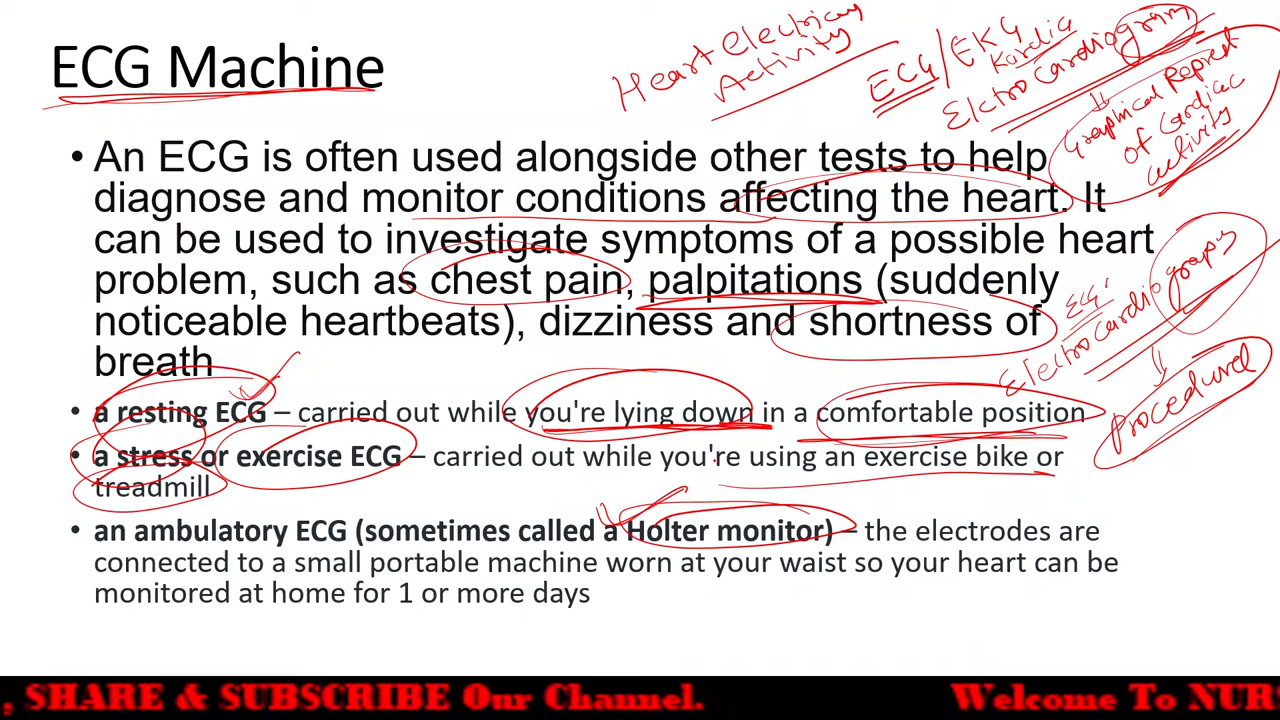 ECG Machine
Heart Electrical
Activity
ECG/EKG
Kardia
ElctroCardiogram
Graphical Reprst
of Cardiac
activity
• An ECG is often used alongside other tests to help
diagnose and monitor conditions affecting the heart. It
can be used to investigate symptoms of a possible heart
problem, such as chest pain, palpitations (suddenly
noticeable heartbeats), dizziness and shortness of
breath
ECG
ElectroCardiography
Procedure
• a resting ECG – carried out while you're lying down in a comfortable position
• a stress or exercise ECG – carried out while you're using an exercise bike or
treadmill
• an ambulatory ECG (sometimes called a Holter monitor) – the electrodes are
connected to a small portable machine worn at your waist so your heart can be
monitored at home for 1 or more days
, SHARE & SUBSCRIBE Our Channel. Welcome To NURS